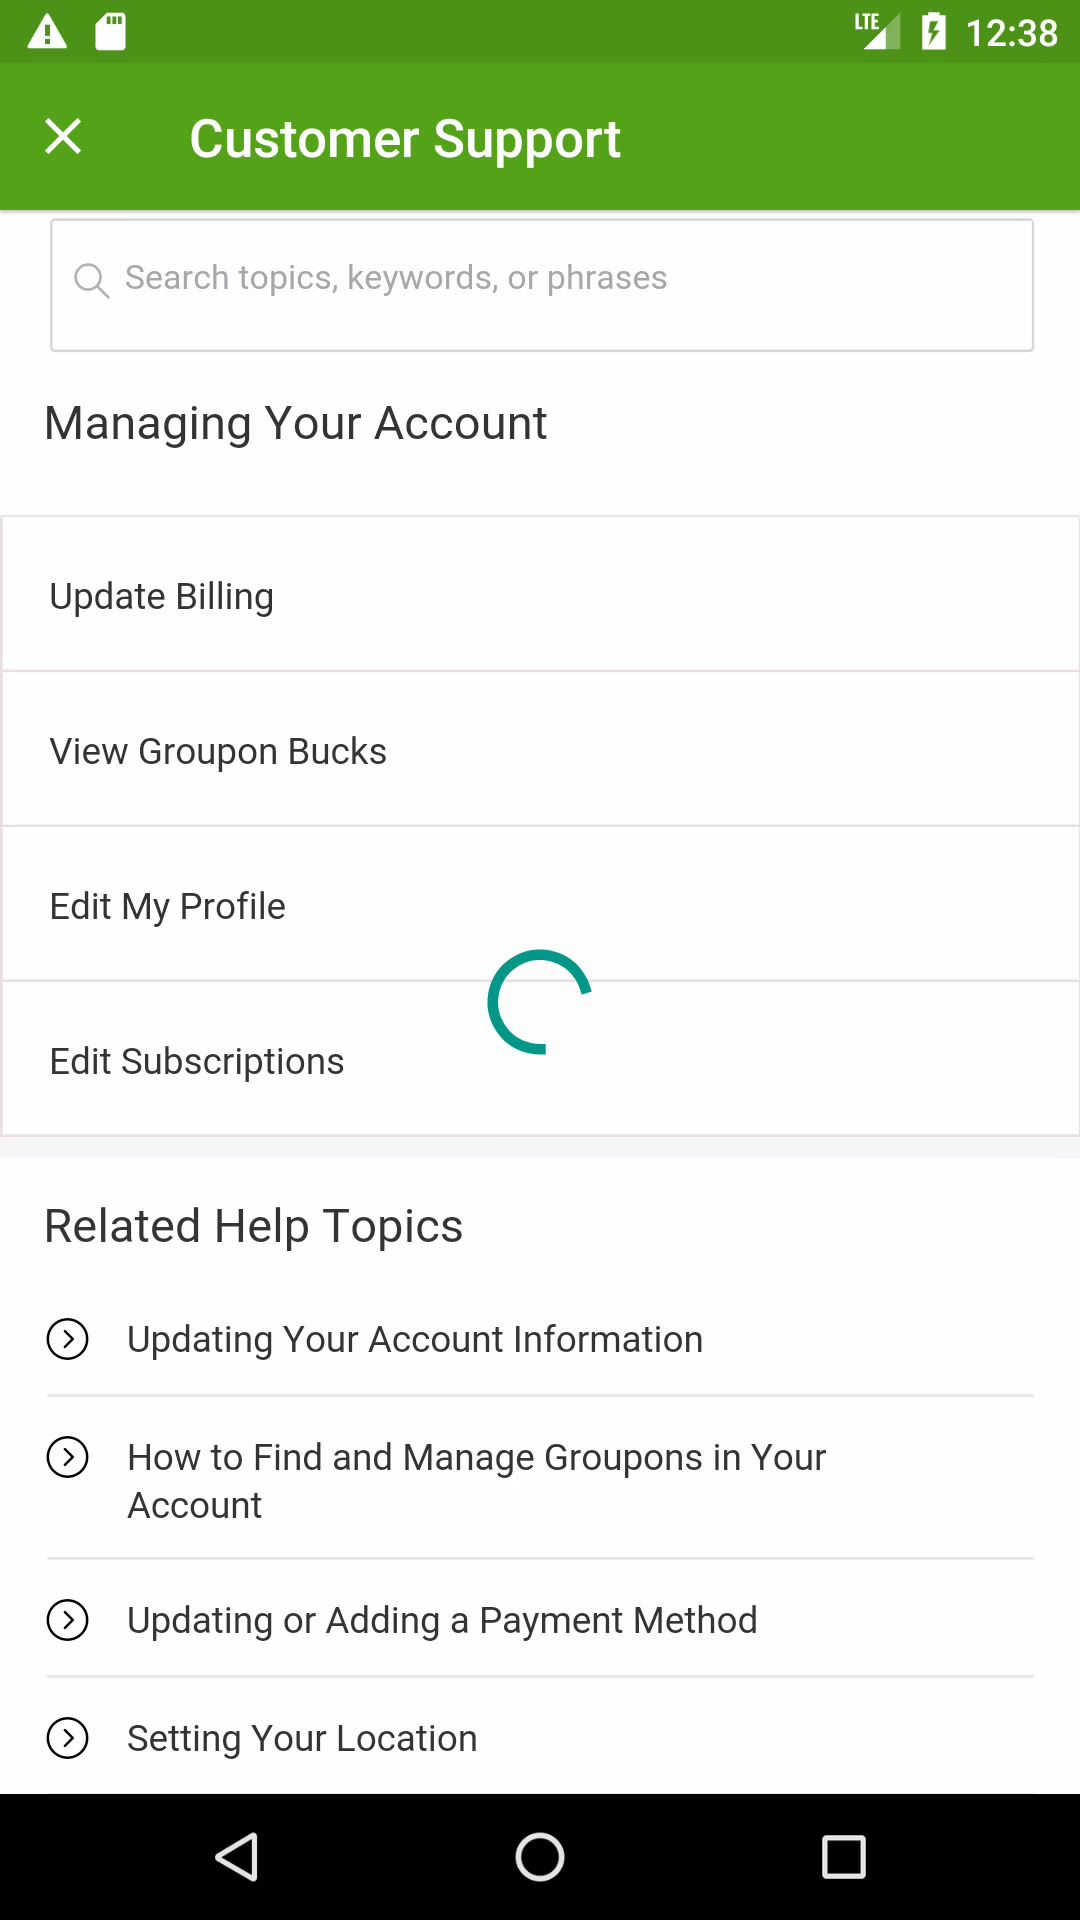 LTE 12:38
Customer Support
Search topics, keywords, or phrases
Managing Your Account
Update Billing
View Groupon Bucks
Edit My Profile
Edit Subscriptions
Related Help Topics
Updating Your Account Information
How to Find and Manage Groupons in Your
Account
Updating or Adding a Payment Method
Setting Your Location